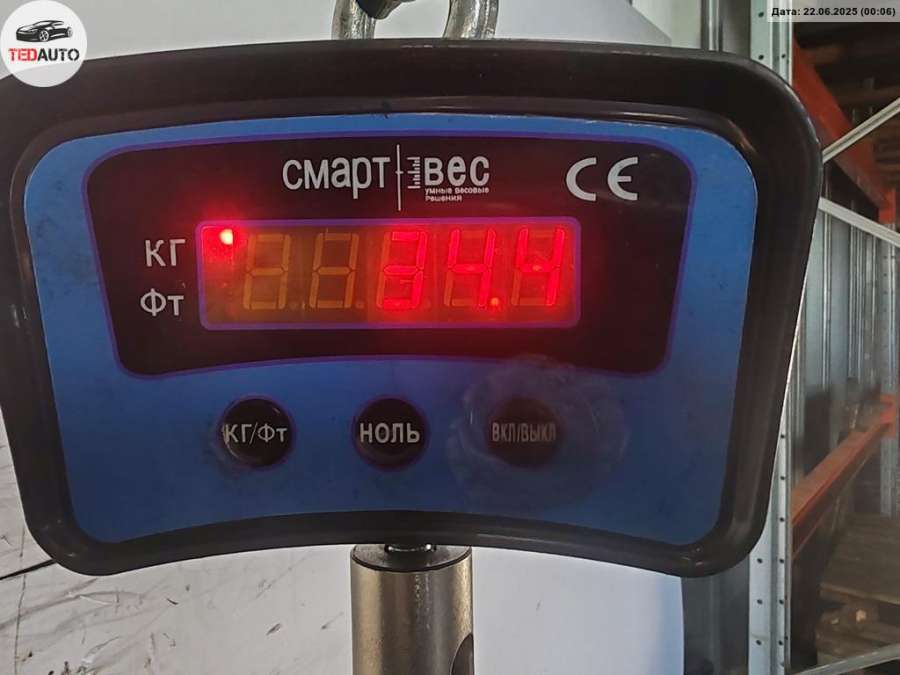 TEDAUTO
Дата: 22.06.2025 (00:06)
смарт вес
умные весовые
решения
CE
КГ
Фт
34.4
КГ/Фт
НОЛЬ
ВКЛ/ВЫКЛ